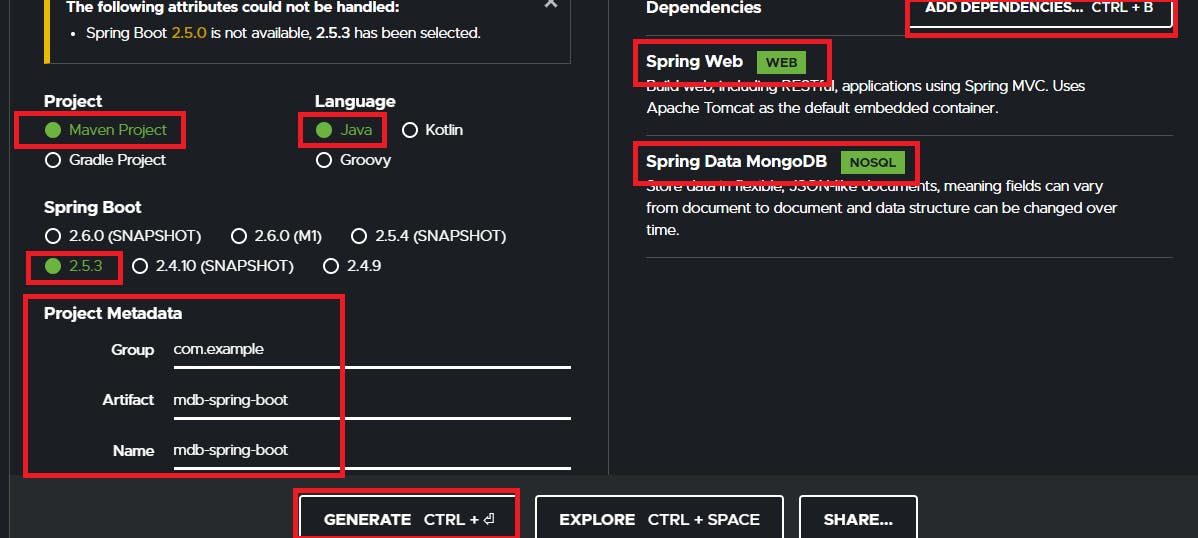 The following attributes could not be handled:
• Spring Boot 2.5.0 is not available, 2.5.3 has been selected.
Project
Maven Project
Gradle Project
Language
Java Kotlin
Groovy
Spring Boot
2.6.0 (SNAPSHOT) 2.6.0 (M1) 2.5.4 (SNAPSHOT)
2.5.3 2.4.10 (SNAPSHOT) 2.4.9
Project Metadata
Group com.example
Artifact mdb-spring-boot
Name mdb-spring-boot
Dependencies ADD DEPENDENCIES... CTRL + B
Spring Web WEB
Build web, including RESTful, applications using Spring MVC. Uses
Apache Tomcat as the default embedded container.
Spring Data MongoDB NOSQL
Store data in flexible, JSON-like documents, meaning fields can vary
from document to document and data structure can be changed over
time.
GENERATE CTRL + ⏎ EXPLORE CTRL + SPACE SHARE...